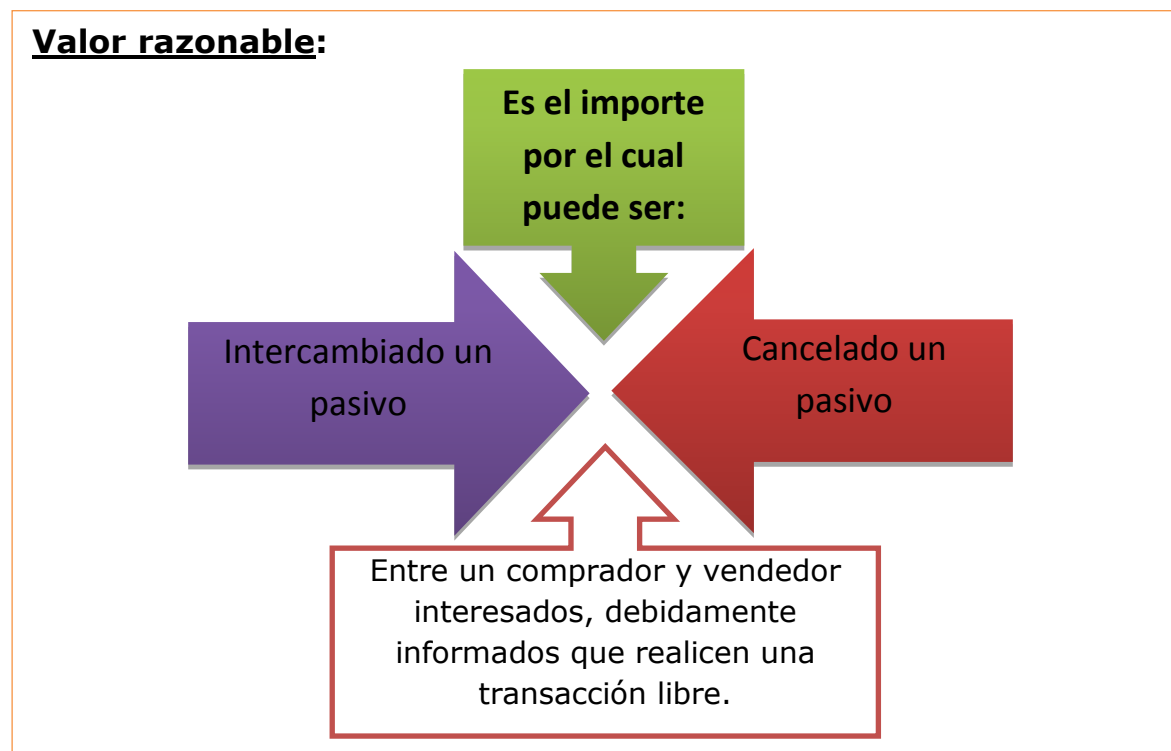 Valor razonable:
Es el importe
por el cual
puede ser:
Intercambiado un
pasivo
Cancelado un
pasivo
Entre un comprador y vendedor
interesados, debidamente
informados que realicen una
transacción libre.